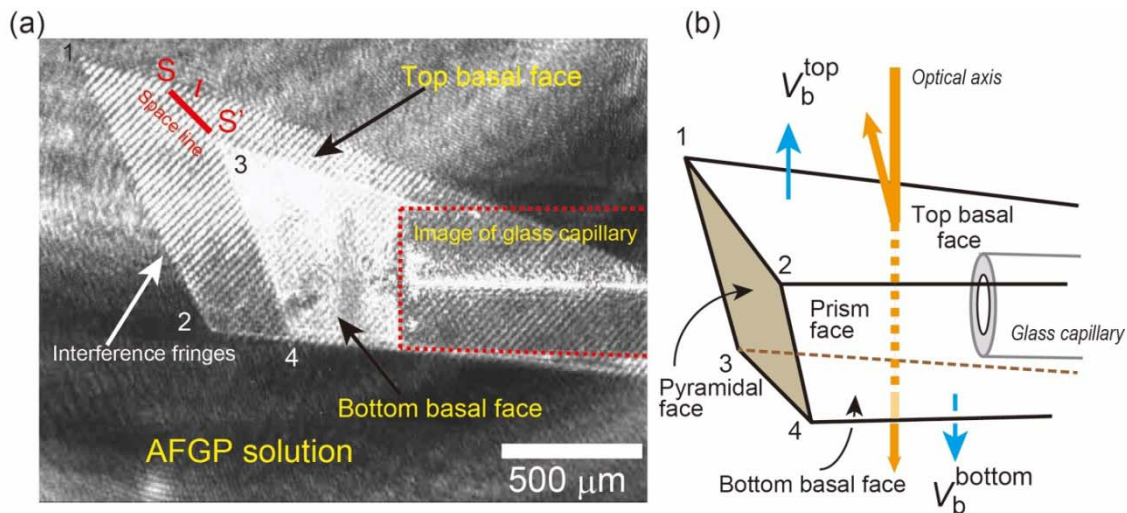 (a)
1
S
l
S'
Space line
Top basal face
3
Image of glass capillary
2
Interference fringes
4
Bottom basal face
AFGP solution
500 μm
(b)
V_b^top
Optical axis
1
Top basal face
2
Prism face
Glass capillary
3
Pyramidal face
4
Bottom basal face
V_b^bottom